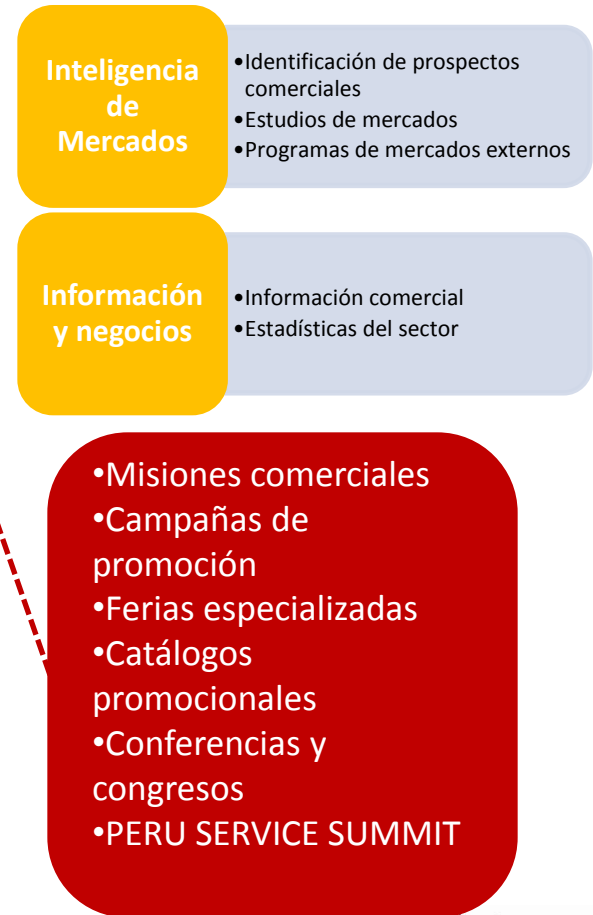 Inteligencia
de
Mercados
•Identificación de prospectos
comerciales
•Estudios de mercados
•Programas de mercados externos
Información
y negocios
•Información comercial
•Estadísticas del sector
•Misiones comerciales
•Campañas de
promoción
•Ferias especializadas
•Catálogos
promocionales
•Conferencias y
congresos
•PERU SERVICE SUMMIT